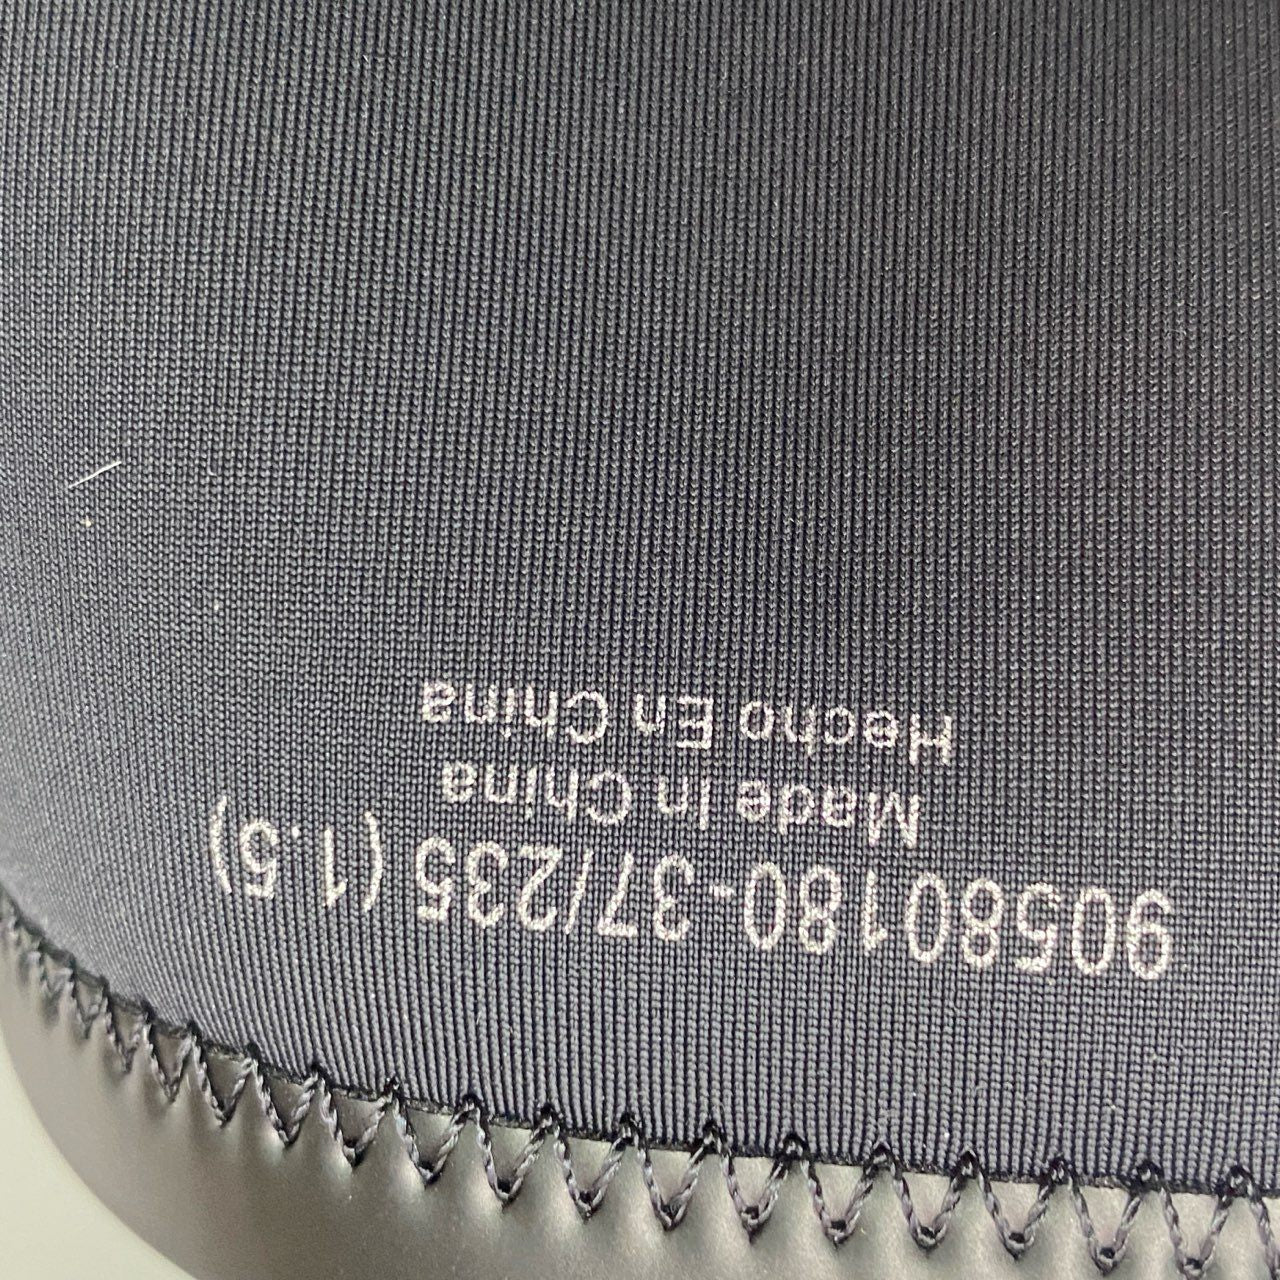 90580180-37/235 (1.5)
Made In China
Hecho En China